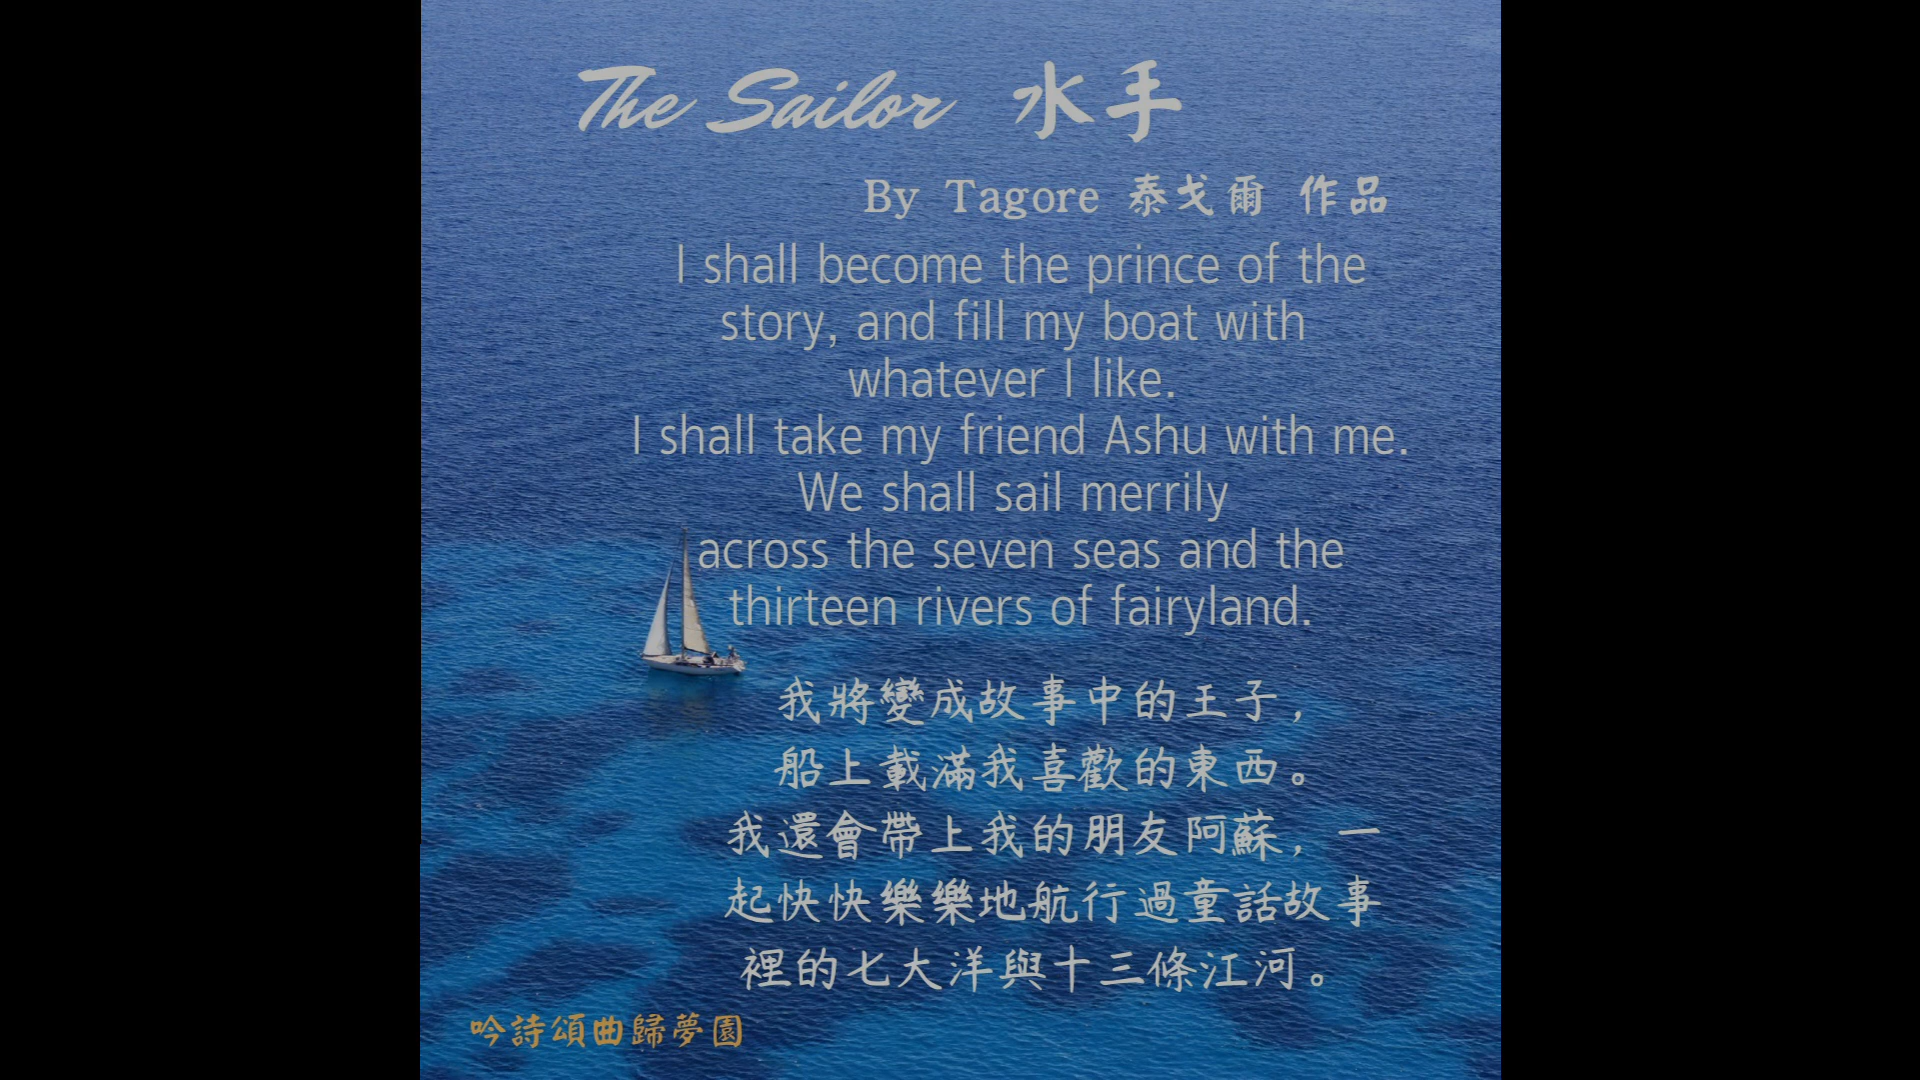 The Sailor 水手
By Tagore 泰戈爾 作品
I shall become the prince of the
story, and fill my boat with
whatever I like.
I shall take my friend Ashu with me.
We shall sail merrily
across the seven seas and the
thirteen rivers of fairyland.
我將變成故事中的王子，
船上載滿我喜歡的東西。
我還會帶上我的朋友阿蘇，一
起快快樂樂地航行過童話故事
裡的七大洋與十三條江河。
吟詩頌曲歸夢園